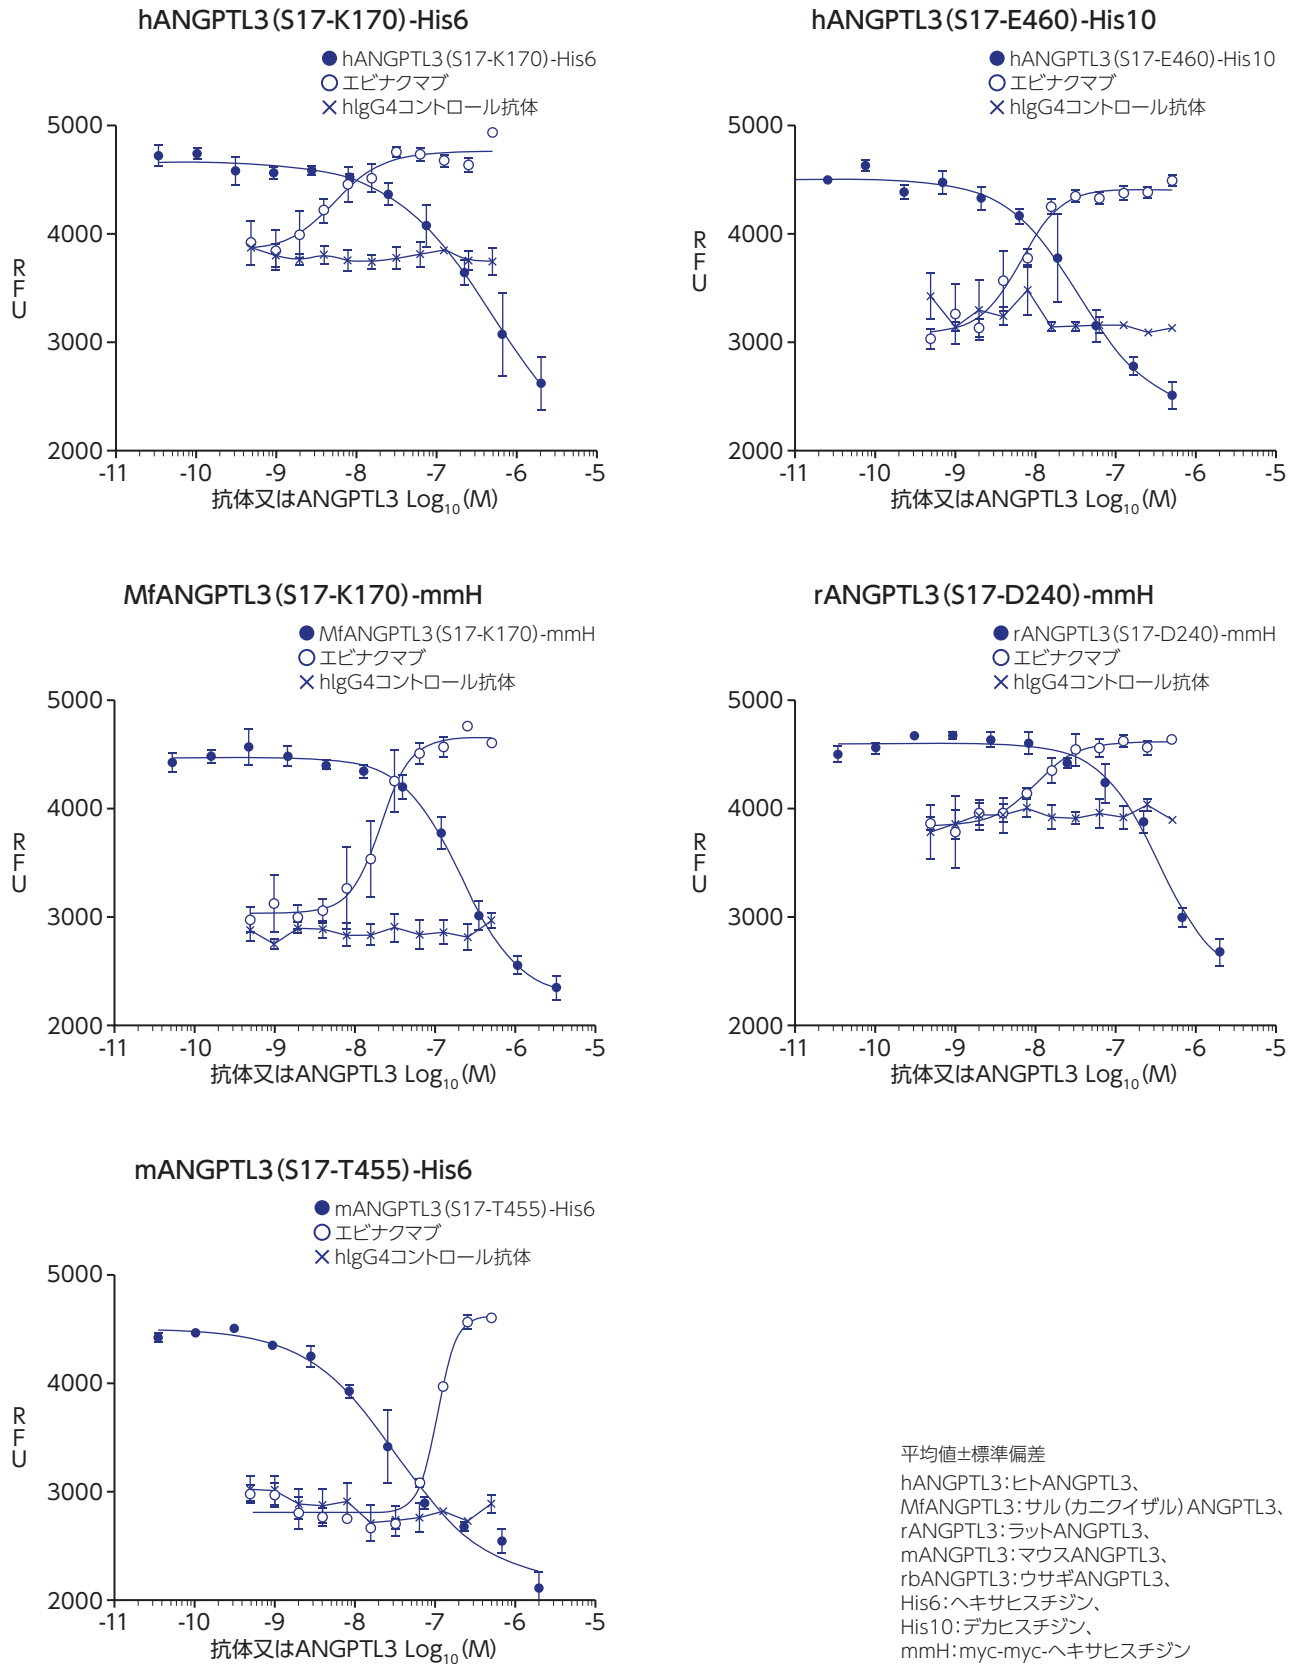 hANGPTL3(S17-K170)-His6
● hANGPTL3(S17-K170)-His6
○ エビナクマブ
× hIgG4コントロール抗体
RFU
5000
4000
3000
2000
-11 -10 -9 -8 -7 -6 -5
抗体又はANGPTL3 Log10(M)
hANGPTL3(S17-E460)-His10
● hANGPTL3(S17-E460)-His10
○ エビナクマブ
× hIgG4コントロール抗体
RFU
5000
4000
3000
2000
-11 -10 -9 -8 -7 -6 -5
抗体又はANGPTL3 Log10(M)
MfANGPTL3(S17-K170)-mmH
● MfANGPTL3(S17-K170)-mmH
○ エビナクマブ
× hIgG4コントロール抗体
RFU
5000
4000
3000
2000
-11 -10 -9 -8 -7 -6 -5
抗体又はANGPTL3 Log10(M)
rANGPTL3(S17-D240)-mmH
● rANGPTL3(S17-D240)-mmH
○ エビナクマブ
× hIgG4コントロール抗体
RFU
5000
4000
3000
2000
-11 -10 -9 -8 -7 -6 -5
抗体又はANGPTL3 Log10(M)
mANGPTL3(S17-T455)-His6
● mANGPTL3(S17-T455)-His6
○ エビナクマブ
× hIgG4コントロール抗体
RFU
5000
4000
3000
2000
-11 -10 -9 -8 -7 -6 -5
抗体又はANGPTL3 Log10(M)
平均値±標準偏差
hANGPTL3：ヒトANGPTL3、
MfANGPTL3：サル（カニクイザル）ANGPTL3、
rANGPTL3：ラットANGPTL3、
mANGPTL3：マウスANGPTL3、
rbANGPTL3：ウサギANGPTL3、
His6：ヘキサヒスチジン、
His10：デカヒスチジン、
mmH：myc-myc-ヘキサヒスチジン